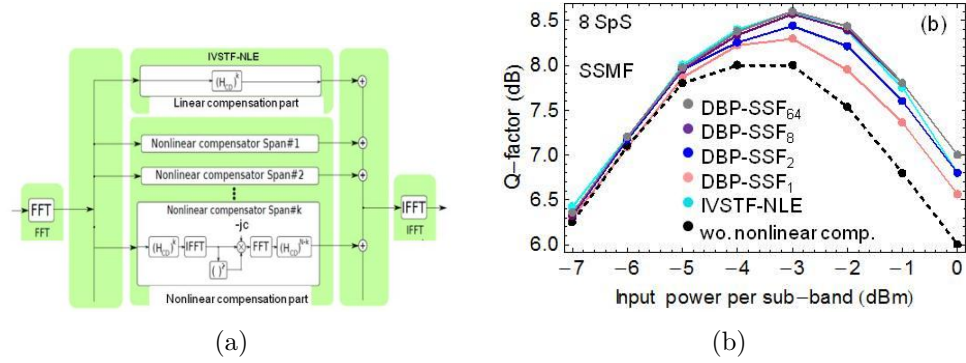 IVSTF-NLE
(H_CD)^k
Linear compensation part
Nonlinear compensator Span#1
Nonlinear compensator Span#2
Nonlinear compensator Span#k
-jc
FFT
(H_CD)^k
IFFT
FFT
(H_CD)^N-k
IFFT
FFT
IFFT
( )^2
Nonlinear compensation part
(a)
8 SpS
(b)
SSMF
DBP-SSF64
DBP-SSF8
DBP-SSF2
DBP-SSF1
IVSTF-NLE
wo. nonlinear comp.
Q-factor (dB)
8.5
8.0
7.5
7.0
6.5
6.0
-7 -6 -5 -4 -3 -2 -1 0
Input power per sub-band (dBm)
(b)